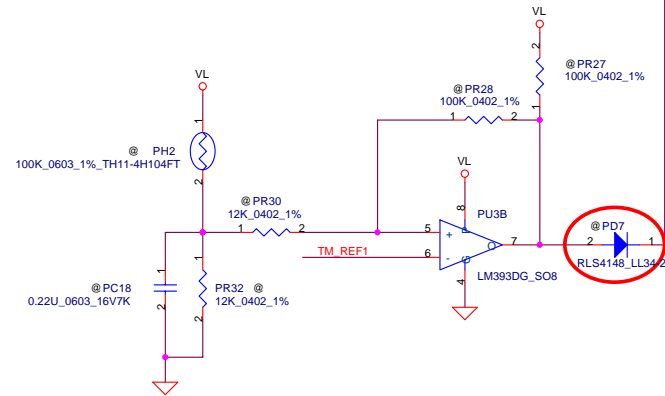 VL
2
@PR27
100K_0402_1%
1
VL
@PR28
100K_0402_1%
1
2
1
@ PH2
100K_0603_1%_TH11-4H104FT
2
VL
@PR30
12K_0402_1%
1
2
8
PU3B
5
+
P
O
7
TM_REF1
6
-
G
4
LM393DG_SO8
@PD7
2
1
RLS4148_LL34-2
1
@PC18
0.22U_0603_16V7K
2
1
PR32 @
12K_0402_1%
2